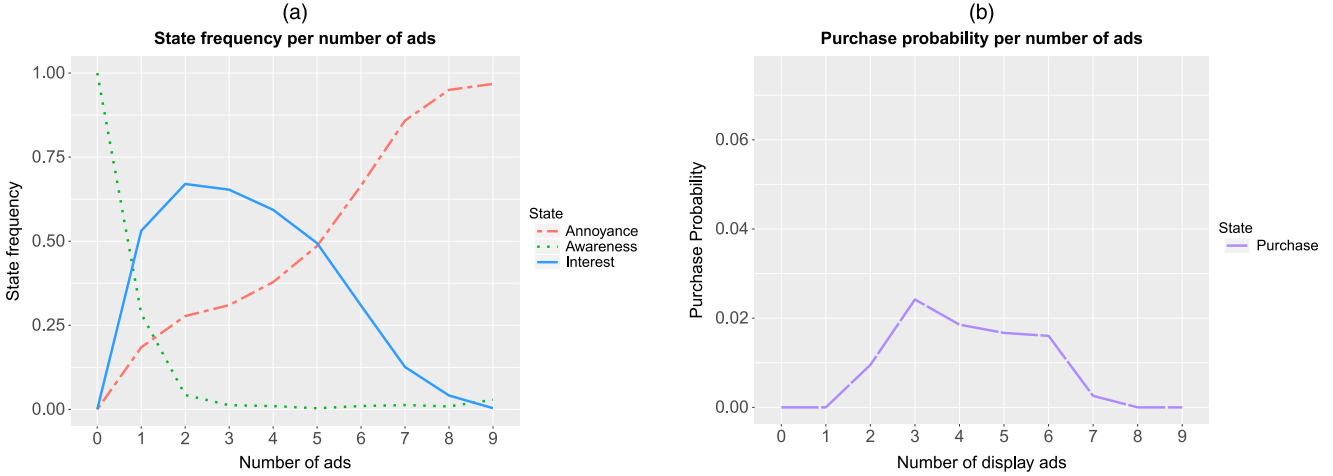 (a)
State frequency per number of ads
1.00
0.75
0.50
0.25
0.00
State frequency
0 1 2 3 4 5 6 7 8 9
Number of ads
State
Annoyance
Awareness
Interest
(b)
Purchase probability per number of ads
0.06
0.04
0.02
0.00
Purchase Probability
0 1 2 3 4 5 6 7 8 9
Number of display ads
State
Purchase